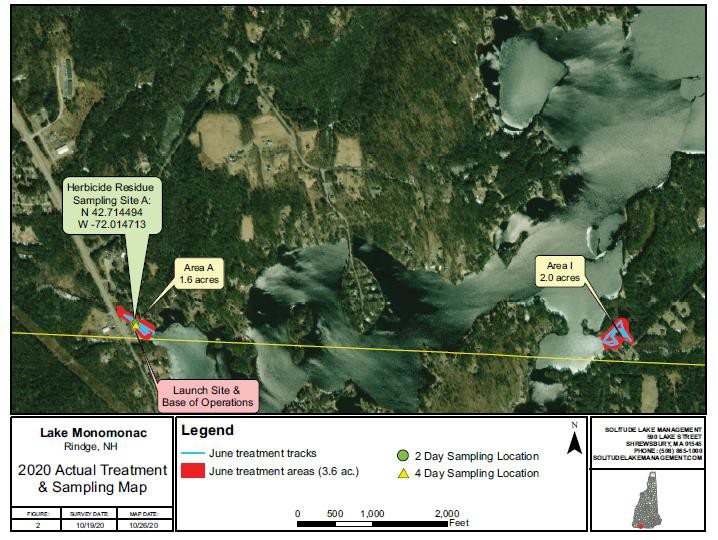 Herbicide Residue
Sampling Site A:
N 42.714494
W -72.014713
Area A
1.6 acres
Area I
2.0 acres
Launch Site &
Base of Operations
Lake Monomonac
Rindge, NH
2020 Actual Treatment
& Sampling Map
FIGURE: SURVEY DATE: MAP DATE:
2 10/19/20 10/26/20
Legend
June treatment tracks
June treatment areas (3.6 ac.)
2 Day Sampling Location
4 Day Sampling Location
N
0 500 1,000 2,000
Feet
SOLITUDE LAKE MANAGEMENT
590 LAKE STREET
SHREWSBURY, MA 01545
PHONE: (508) 865-1000
SOLITUDELAKEMANAGEMENT.COM